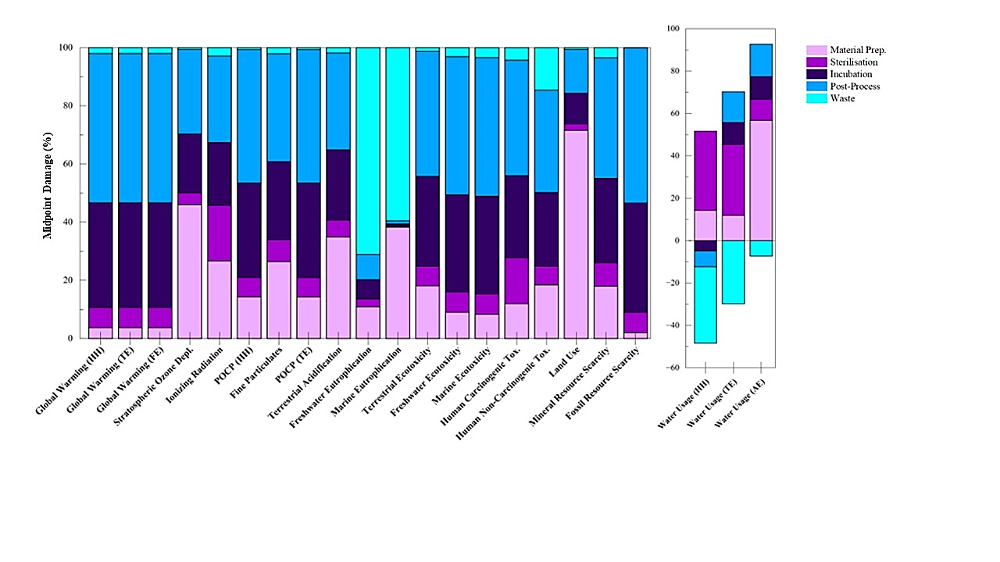 Midpoint Damage (%)
100
80
60
40
20
0
Global Warming (HH)
Global Warming (TE)
Global Warming (FE)
Stratospheric Ozone Depl.
Ionizing Radiation
POCP (HH)
Fine Particulates
POCP (TE)
Terrestrial Acidification
Freshwater Eutrophication
Marine Eutrophication
Terrestrial Ecotoxicity
Freshwater Ecotoxicity
Marine Ecotoxicity
Human Carcinogenic Tox.
Human Non-Carcinogenic Tox.
Land Use
Mineral Resource Scarcity
Fossil Resource Scarcity
100
80
60
40
20
0
−20
−40
−60
Water Usage (HH)
Water Usage (TE)
Water Usage (AE)
Material Prep.
Sterilisation
Incubation
Post-Process
Waste